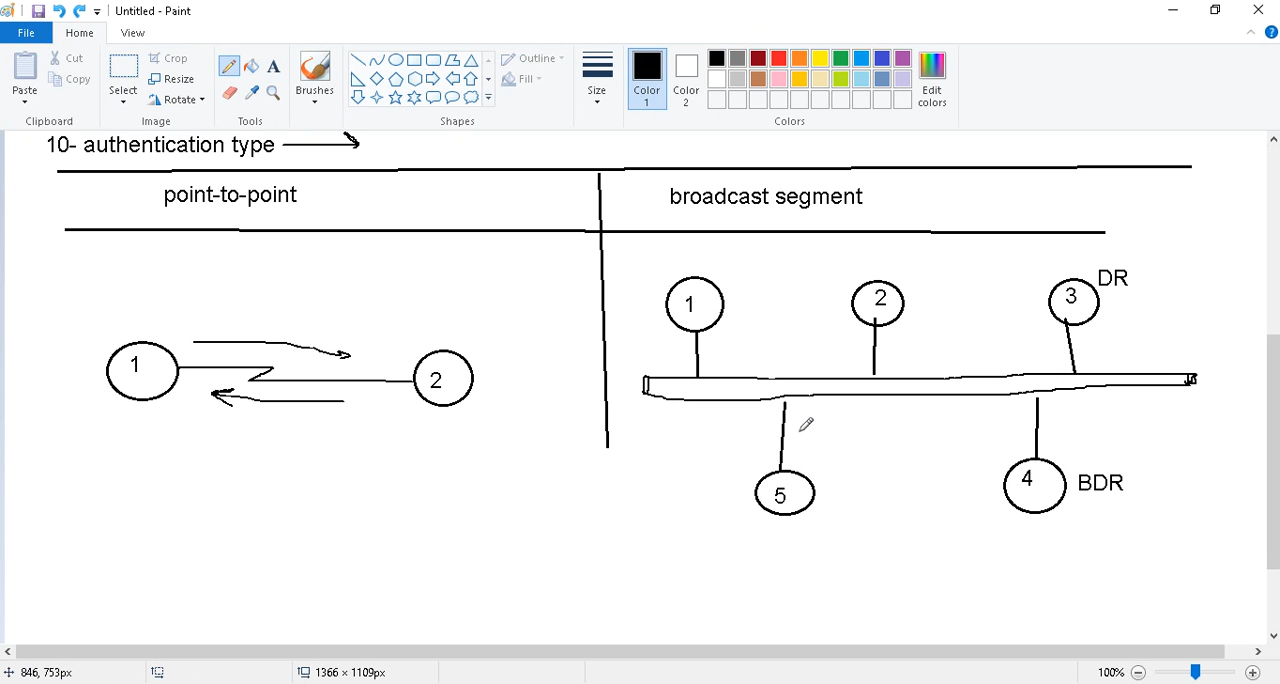 Untitled - Paint
File
Home
View
Paste
Cut
Copy
Clipboard
Select
Crop
Resize
Rotate
Image
A
Tools
Brushes
Outline
Fill
Shapes
Size
Color 1
Color 2
Edit colors
Colors
10- authentication type
point-to-point
broadcast segment
1
2
3
DR
1
2
5
4
BDR
846, 753px
1366 × 1109px
100%